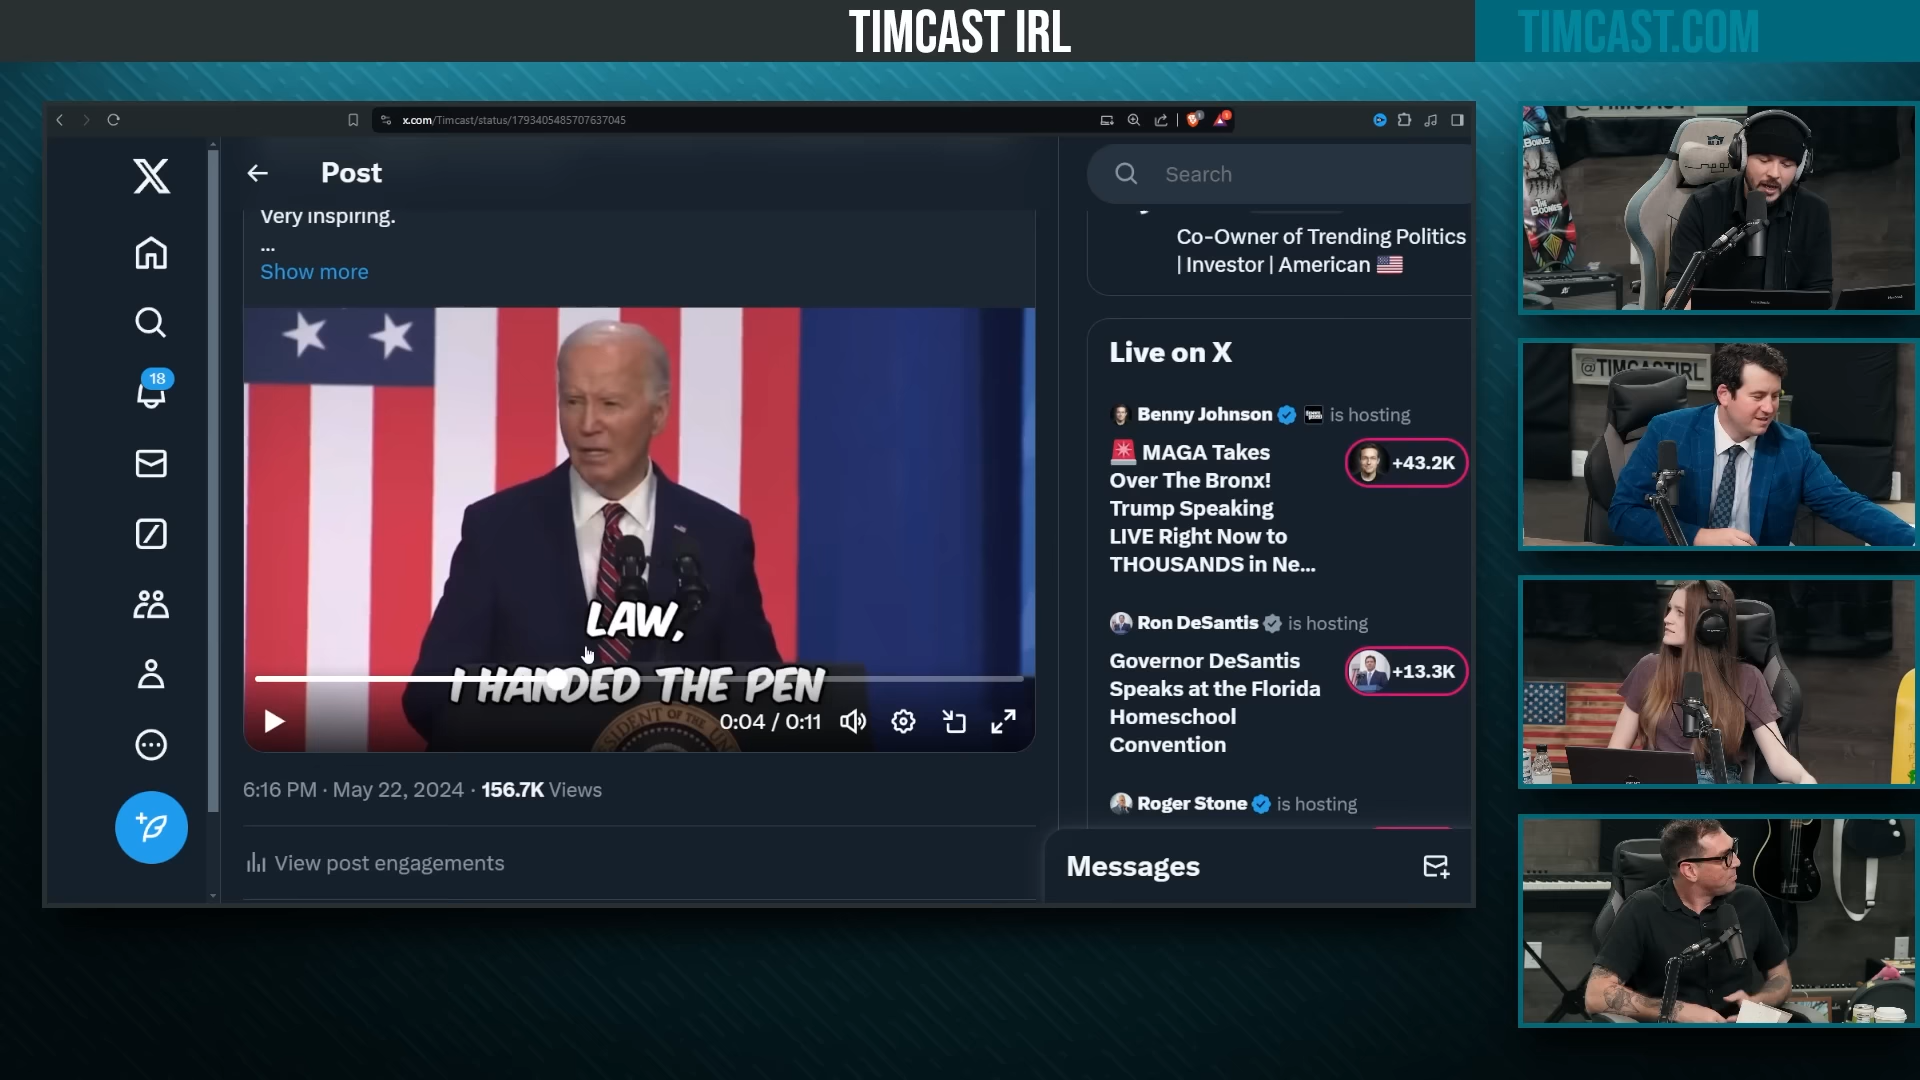 TIMCAST IRL
TIMCAST.COM
x.com/Timcast/status/1793405485707637045
Post
Search
Very inspiring.
...
Show more
Co-Owner of Trending Politics
| Investor | American
Live on X
18
Benny Johnson is hosting
MAGA Takes
Over The Bronx!
Trump Speaking
LIVE Right Now to
THOUSANDS in Ne...
+43.2K
Ron DeSantis is hosting
Governor DeSantis
Speaks at the Florida
Homeschool
Convention
+13.3K
Roger Stone is hosting
LAW,
I HANDED THE PEN
0:04 / 0:11
6:16 PM · May 22, 2024 · 156.7K Views
View post engagements
Messages
@TIMCASTIRL
THE
BOONIES